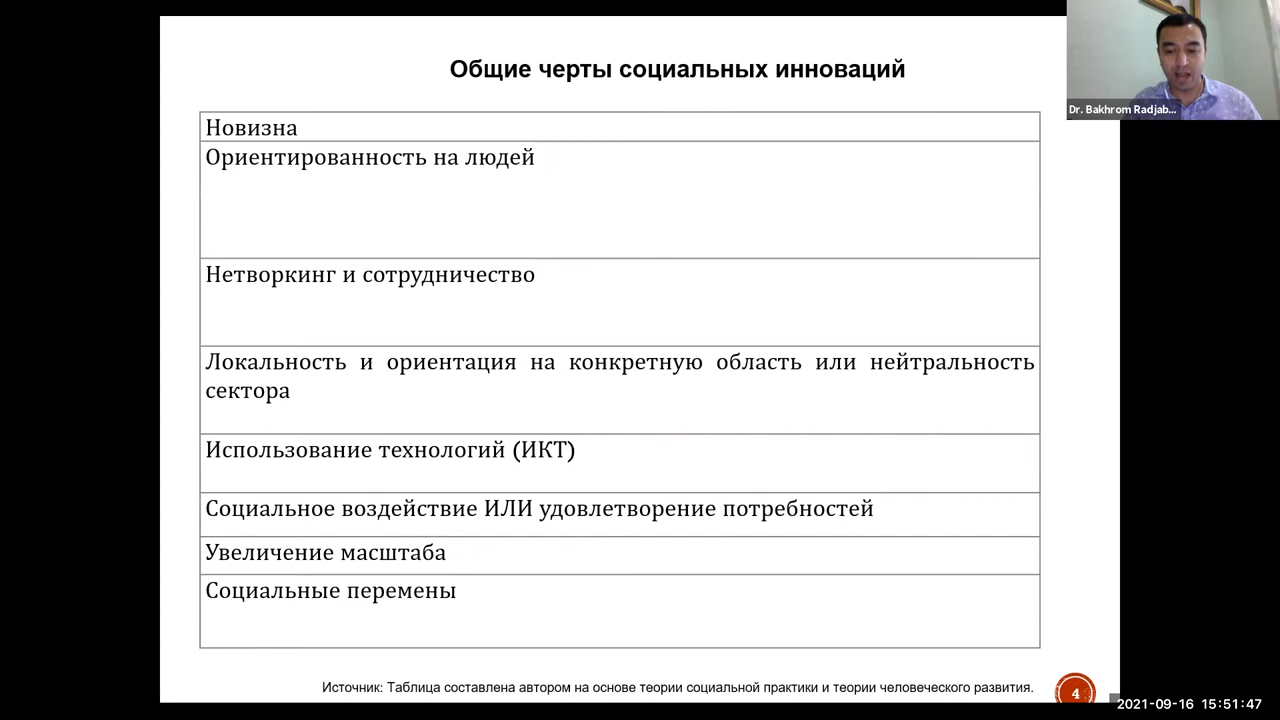 Общие черты социальных инноваций
Dr. Bakhrom Radjab...
Новизна
Ориентированность на людей
Нетворкинг и сотрудничество
Локальность и ориентация на конкретную область или нейтральность
сектора
Использование технологий (ИКТ)
Социальное воздействие ИЛИ удовлетворение потребностей
Увеличение масштаба
Социальные перемены
Источник: Таблица составлена автором на основе теории социальной практики и теории человеческого развития.
4
2021-09-16 15:51:47